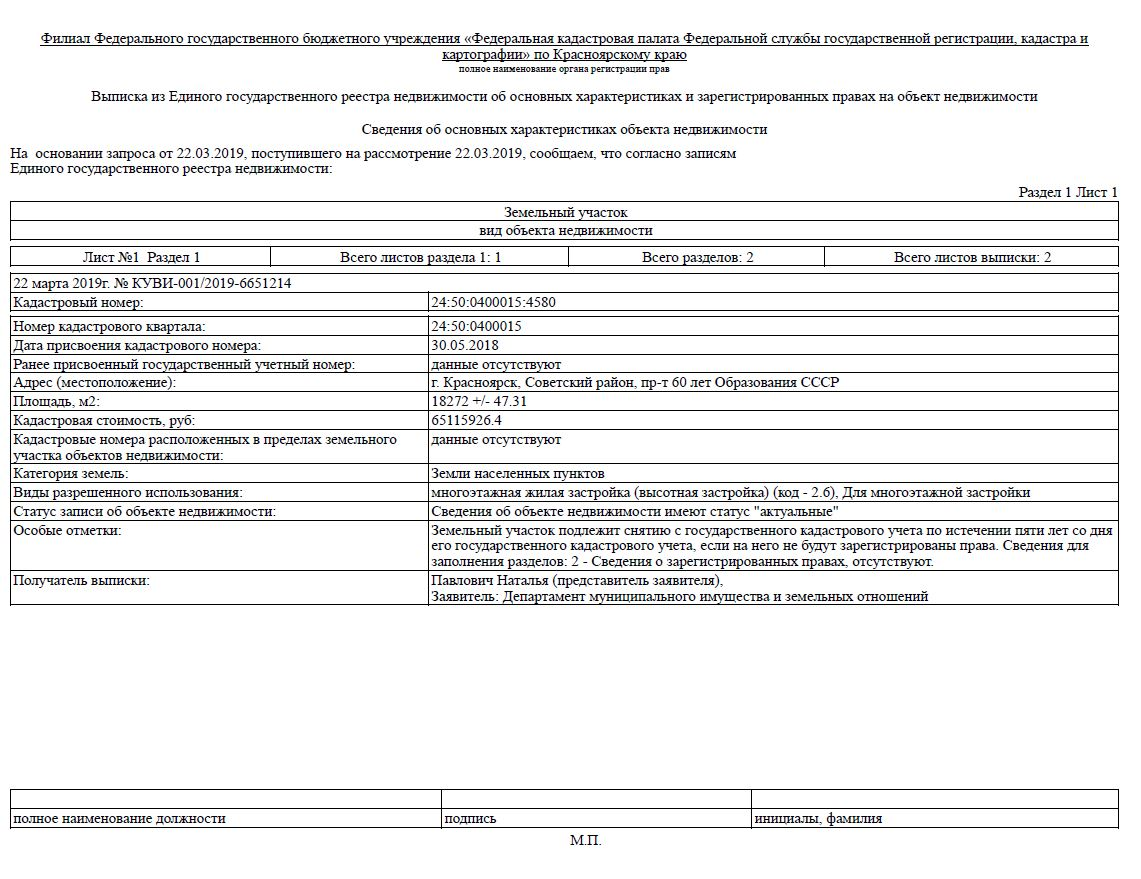 Филиал Федерального государственного бюджетного учреждения «Федеральная кадастровая палата Федеральной службы государственной регистрации, кадастра и
картографии» по Красноярскому краю
полное наименование органа регистрации прав
Выписка из Единого государственного реестра недвижимости об основных характеристиках и зарегистрированных правах на объект недвижимости
Сведения об основных характеристиках объекта недвижимости
На основании запроса от 22.03.2019, поступившего на рассмотрение 22.03.2019, сообщаем, что согласно записям
Единого государственного реестра недвижимости:
Раздел 1 Лист 1
Земельный участок
вид объекта недвижимости
Лист №1 Раздел 1 Всего листов раздела 1: 1 Всего разделов: 2 Всего листов выписки: 2
22 марта 2019г. № КУВИ-001/2019-6651214
Кадастровый номер: 24:50:0400015:4580
Номер кадастрового квартала: 24:50:0400015
Дата присвоения кадастрового номера: 30.05.2018
Ранее присвоенный государственный учетный номер: данные отсутствуют
Адрес (местоположение): г. Красноярск, Советский район, пр-т 60 лет Образования СССР
Площадь, м2: 18272 +/- 47.31
Кадастровая стоимость, руб: 65115926.4
Кадастровые номера расположенных в пределах земельного данные отсутствуют
участка объектов недвижимости:
Категория земель: Земли населенных пунктов
Виды разрешенного использования: многоэтажная жилая застройка (высотная застройка) (код - 2.6), Для многоэтажной застройки
Статус записи об объекте недвижимости: Сведения об объекте недвижимости имеют статус "актуальные"
Особые отметки: Земельный участок подлежит снятию с государственного кадастрового учета по истечении пяти лет со дня
его государственного кадастрового учета, если на него не будут зарегистрированы права. Сведения для
заполнения разделов: 2 - Сведения о зарегистрированных правах, отсутствуют.
Получатель выписки: Павлович Наталья (представитель заявителя),
Заявитель: Департамент муниципального имущества и земельных отношений
полное наименование должности подпись инициалы, фамилия
М.П.